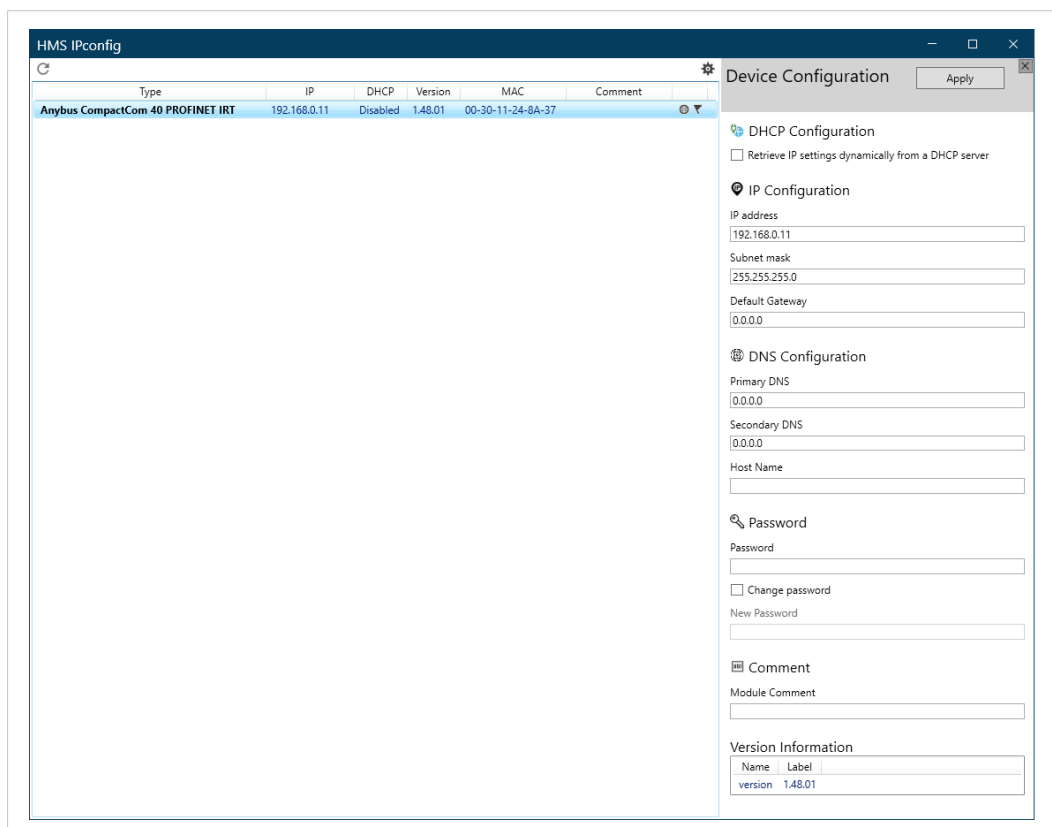 HMS IPconfig
Device Configuration
Apply
Type IP DHCP Version MAC Comment
Anybus CompactCom 40 PROFINET IRT 192.168.0.11 Disabled 1.48.01 00-30-11-24-8A-37
DHCP Configuration
Retrieve IP settings dynamically from a DHCP server
IP Configuration
IP address
192.168.0.11
Subnet mask
255.255.255.0
Default Gateway
0.0.0.0
DNS Configuration
Primary DNS
0.0.0.0
Secondary DNS
0.0.0.0
Host Name
Password
Password
Change password
New Password
Comment
Module Comment
Version Information
Name Label
version 1.48.01